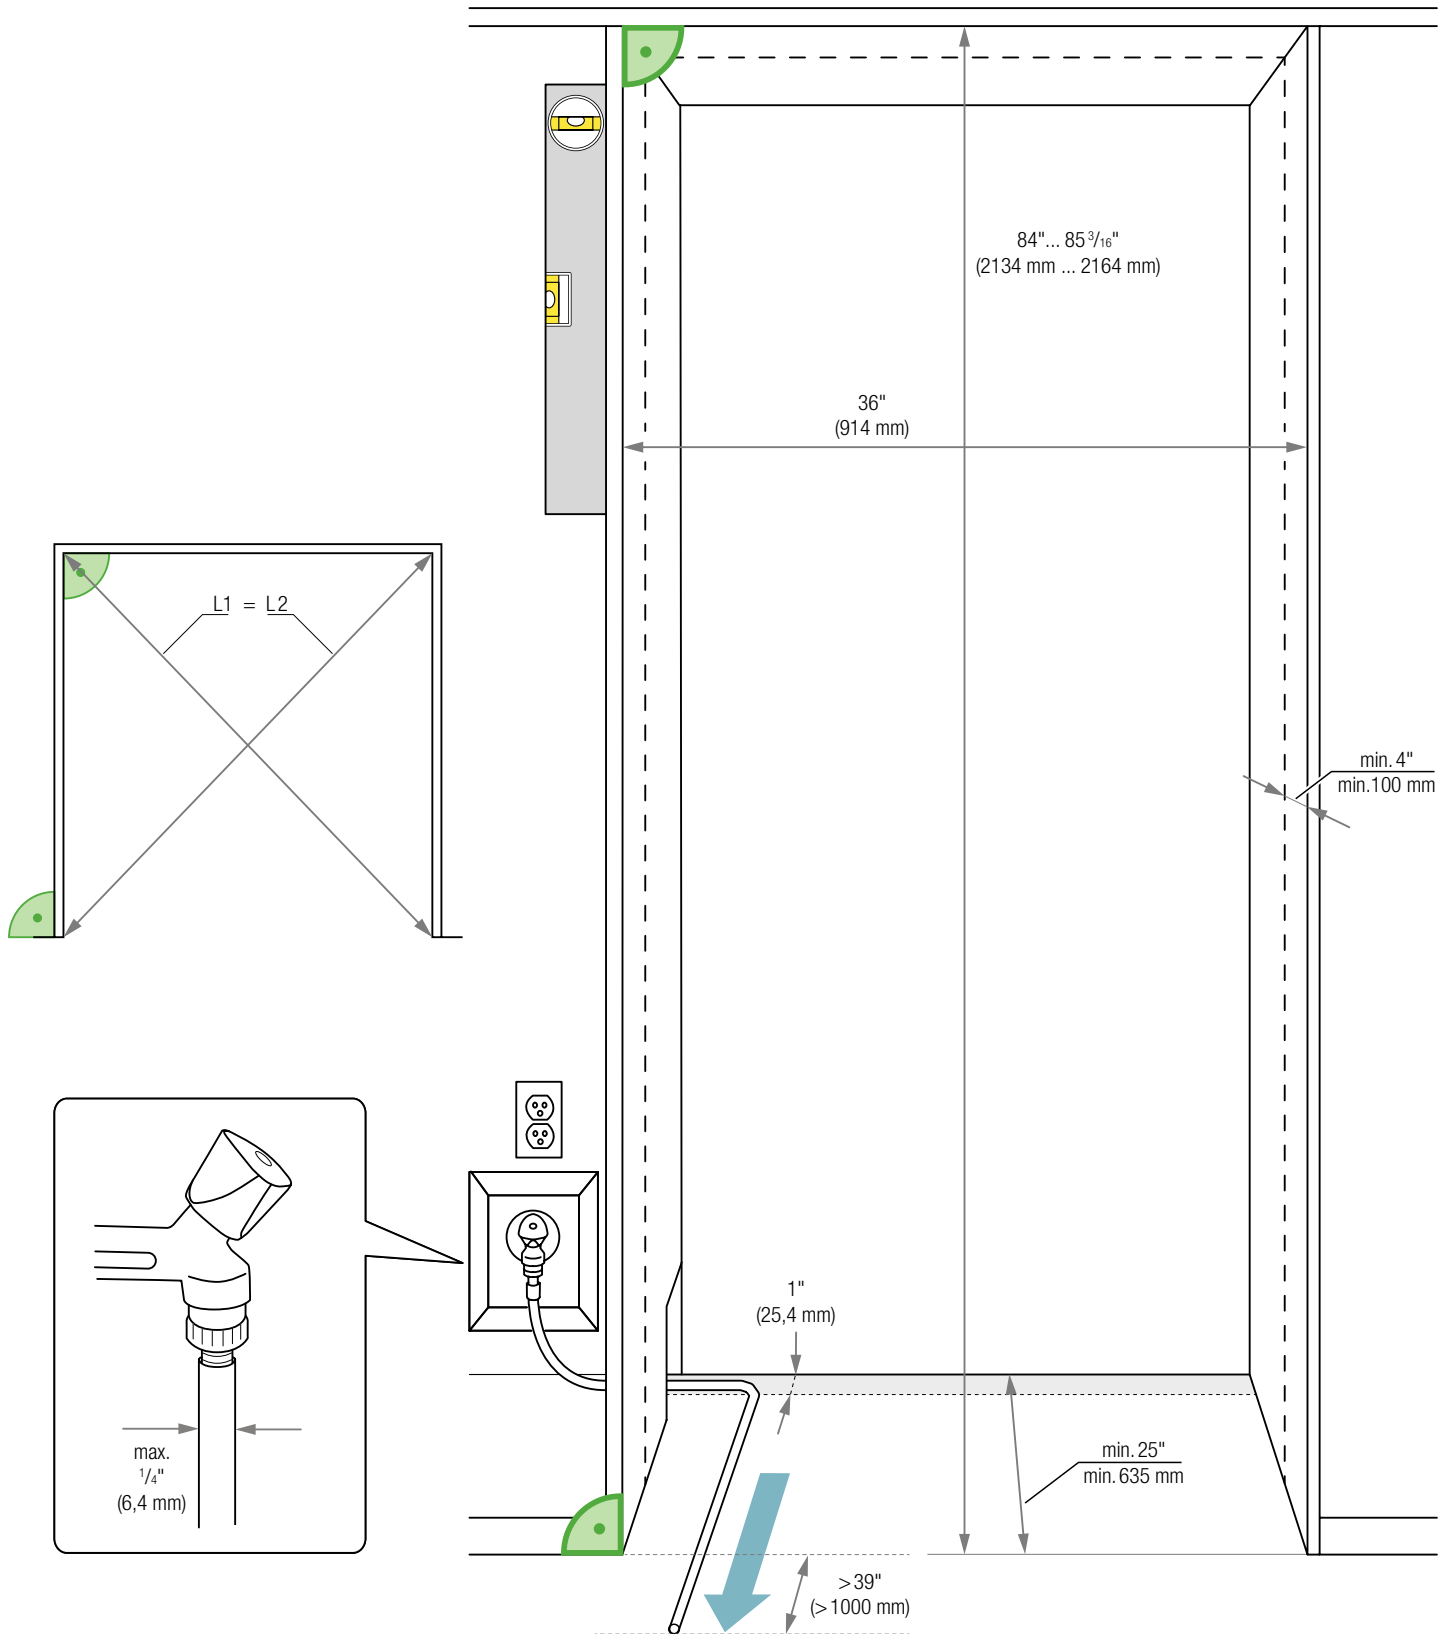 84"... 85 3/16"
(2134 mm ... 2164 mm)
36"
(914 mm)
L1 = L2
min. 4"
min.100 mm
1"
(25,4 mm)
max.
1/4"
(6,4 mm)
min. 25"
min. 635 mm
>39"
(>1000 mm)